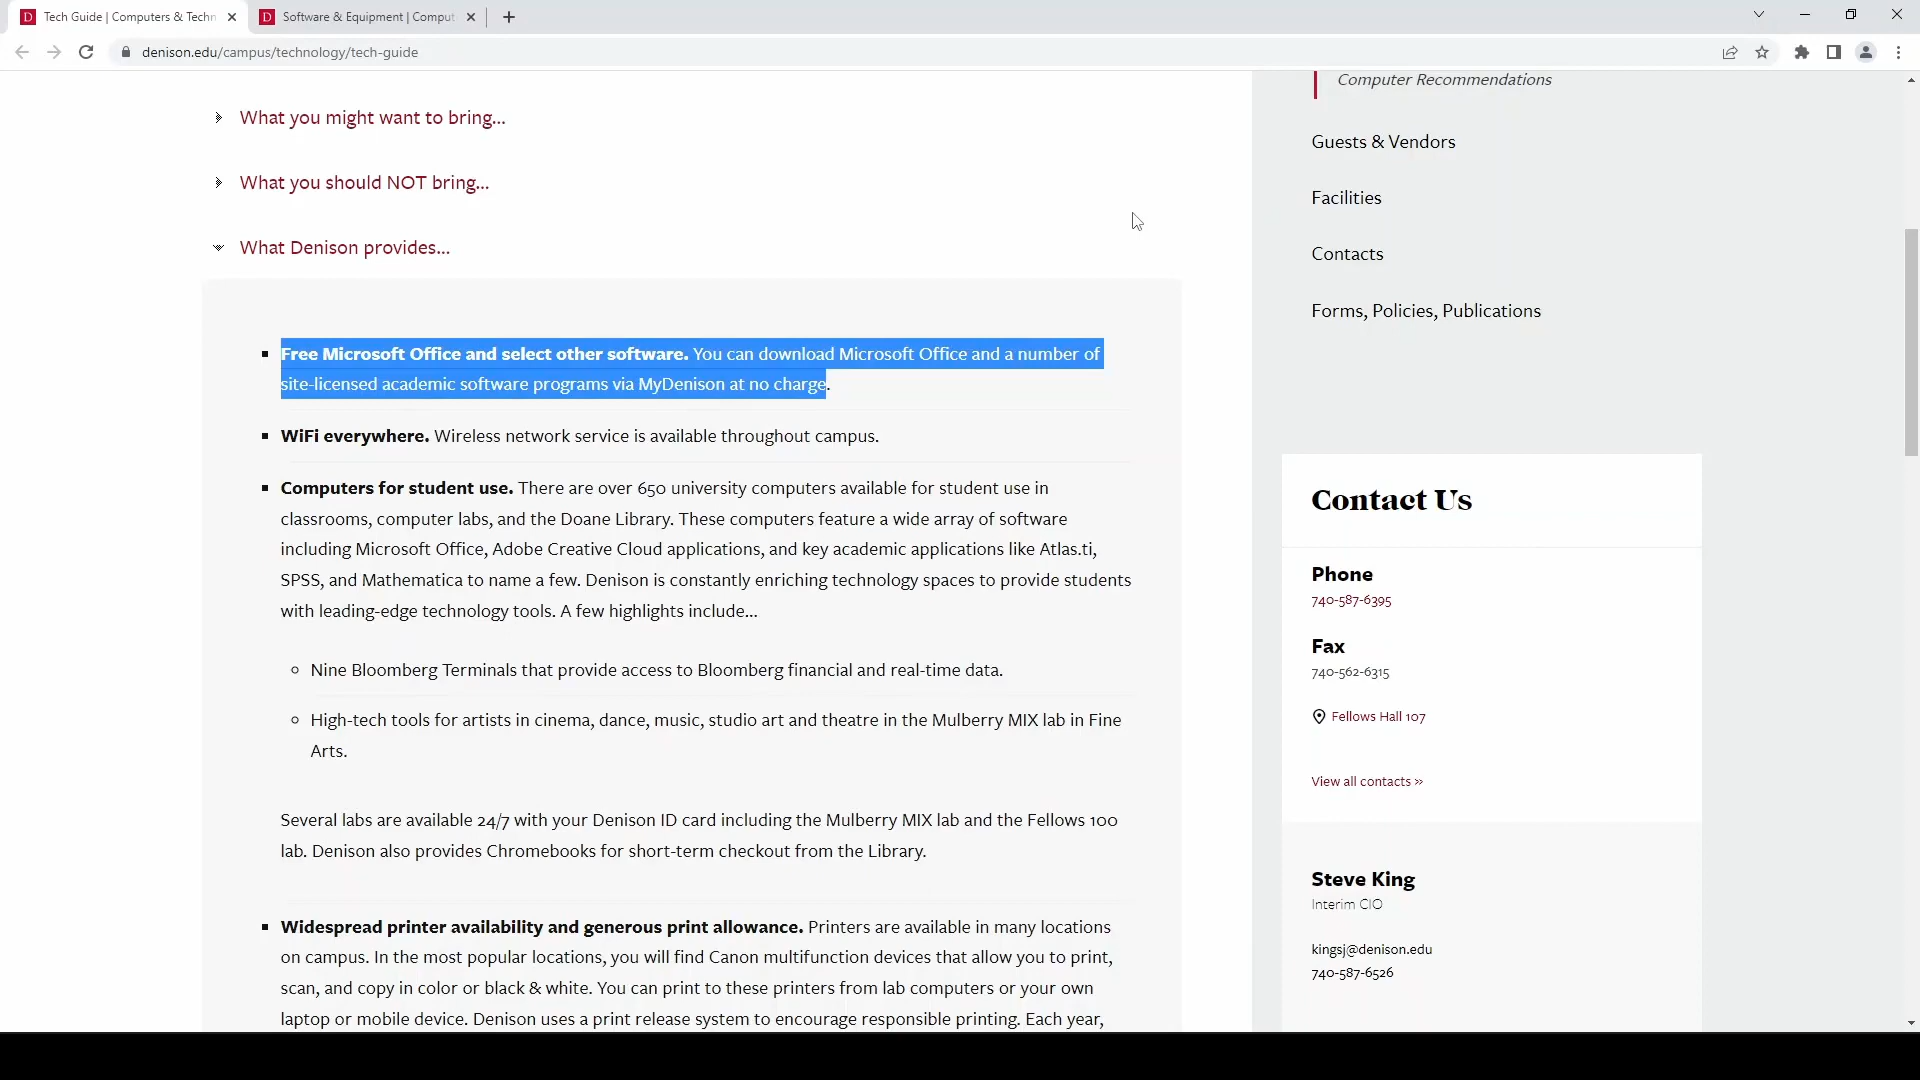 Tech Guide | Computers & Techn
Software & Equipment | Comput
denison.edu/campus/technology/tech-guide
What you might want to bring...
What you should NOT bring...
What Denison provides...
Free Microsoft Office and select other software. You can download Microsoft Office and a number of
site-licensed academic software programs via MyDenison at no charge.
WiFi everywhere. Wireless network service is available throughout campus.
Computers for student use. There are over 650 university computers available for student use in
classrooms, computer labs, and the Doane Library. These computers feature a wide array of software
including Microsoft Office, Adobe Creative Cloud applications, and key academic applications like Atlas.ti,
SPSS, and Mathematica to name a few. Denison is constantly enriching technology spaces to provide students
with leading-edge technology tools. A few highlights include...
Nine Bloomberg Terminals that provide access to Bloomberg financial and real-time data.
High-tech tools for artists in cinema, dance, music, studio art and theatre in the Mulberry MIX lab in Fine
Arts.
Several labs are available 24/7 with your Denison ID card including the Mulberry MIX lab and the Fellows 100
lab. Denison also provides Chromebooks for short-term checkout from the Library.
Widespread printer availability and generous print allowance. Printers are available in many locations
on campus. In the most popular locations, you will find Canon multifunction devices that allow you to print,
scan, and copy in color or black & white. You can print to these printers from lab computers or your own
laptop or mobile device. Denison uses a print release system to encourage responsible printing. Each year,
Computer Recommendations
Guests & Vendors
Facilities
Contacts
Forms, Policies, Publications
Contact Us
Phone
740-587-6395
Fax
740-562-6315
Fellows Hall 107
View all contacts »
Steve King
Interim CIO
kingsj@denison.edu
740-587-6526